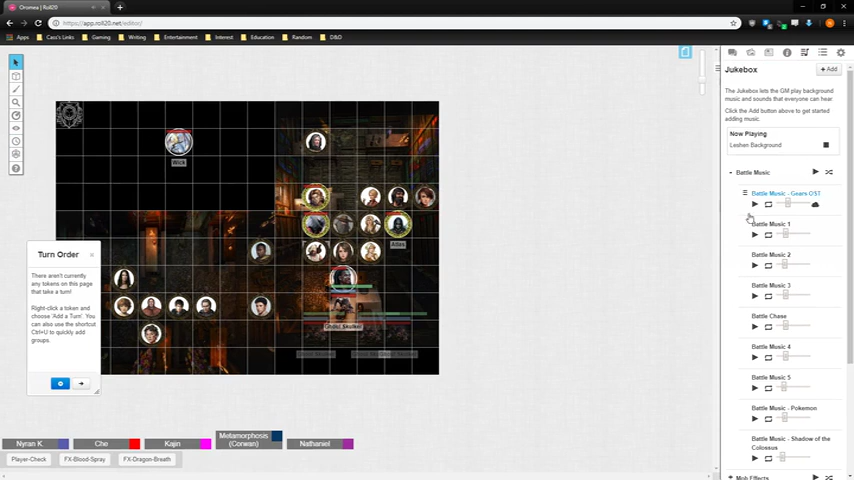 Oromea | Roll20
https://app.roll20.net/editor/
Apps
Cass's Links
Gaming
Writing
Entertainment
Interest
Education
Random
D&D
Jukebox
+ Add
The Jukebox lets the GM play background
music and sounds that everyone can hear.
Click the Add button above to get started
adding music.
Now Playing
Leshen Background
Battle Music
Battle Music - Gears OST
Battle Music 1
Battle Music 2
Battle Music 3
Battle Chase
Battle Music 4
Battle Music 5
Battle Music - Pokemon
Battle Music - Shadow of the
Colossus
Mob Effects
Wick
Atlas
Turn Order
There aren't currently
any tokens on this page
that take a turn!
Right-click a token and
choose 'Add a Turn'. You
can also use the shortcut
Ctrl+U to quickly add
groups.
Nyran K
Che
Kajin
Metamorphosis
(Corwan)
Nathaniel
Player-Check
FX-Blood-Spray
FX-Dragon-Breath